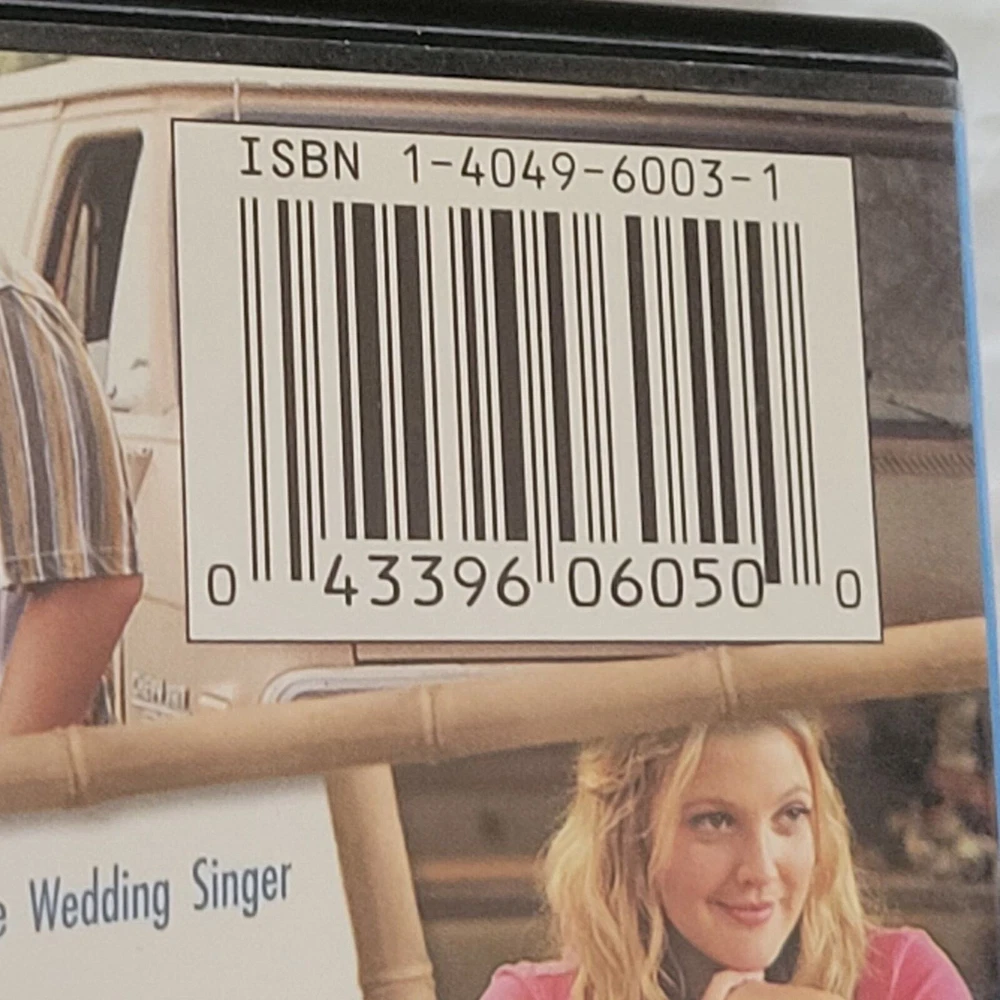 ISBN 1-4049-6003-1
0 43396 06050 0
Wedding Singer